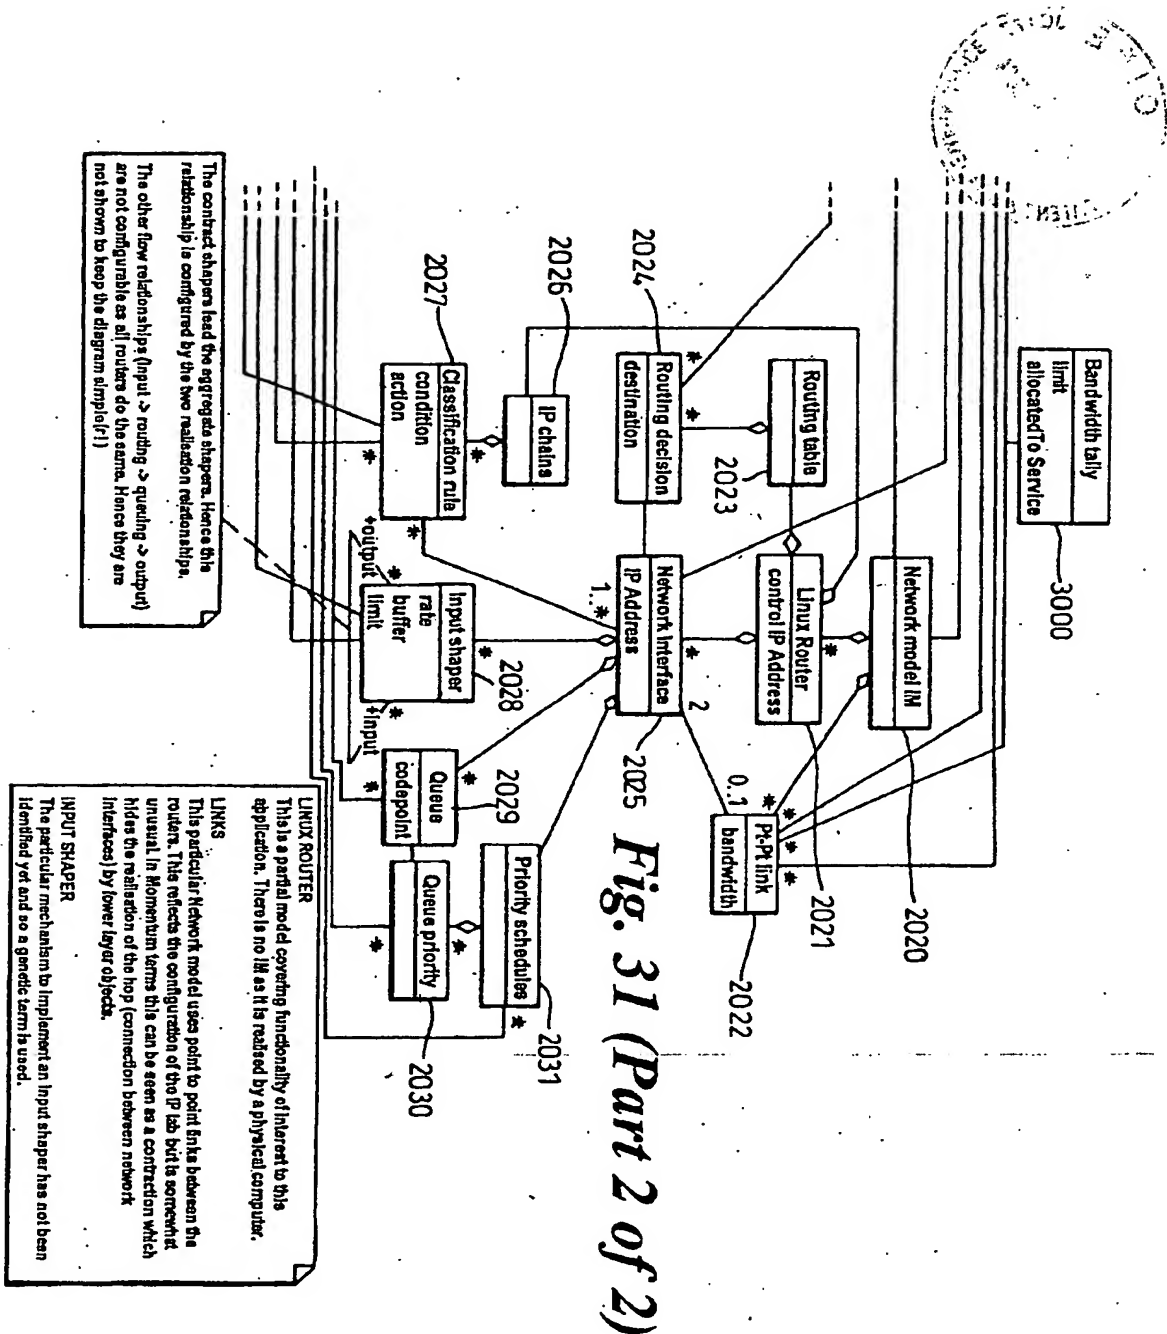 Bandwidth tally
limit
allocatedTo Service
3000
Network model IM
2020
Linux Router
control IP Address
2021
Pt-Pt link
bandwidth
2022
0..1
2
*
*
*
*
*
Routing table
2023
Routing decision
destination
2024
*
*
Network Interface
IP Address
2025
*
1..*
IP chains
2026
Classification rule
condition
action
2027
*
*
*
Input shaper
rate
buffer
limit
2028
*
*
*
+output
+input
Queue
codepoint
2029
*
*
Queue priority
2030
*
*
Priority schedules
2031
*
Fig. 31 (Part 2 of 2)
The contract shapers lead the aggregate shapers. Hence this
relationship is configured by the two realisation relationships.
The other flow relationships (Input -> routing -> queuing -> output)
are not configurable as all routers do the same. Hence they are
not shown to keep the diagram simple(r!)
LINUX ROUTER
This is a partial model covering functionality of interest to this
application. There is no IM as it is realised by a physical computer.
LINKS
This particular Network model uses point to point links between the
routers. This reflects the configuration of the IP lab but is somewhat
unusual. In Momentum terms this can be seen as a contraction which
hides the realisation of the hop (connection between network
interfaces) by lower layer objects.
INPUT SHAPER
The particular mechanism to implement an Input shaper has not been
identified yet and so a genetic term is used.